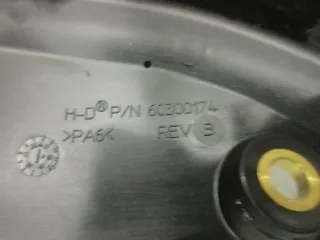 H-D® P/N 60300174
>PA6< REV B